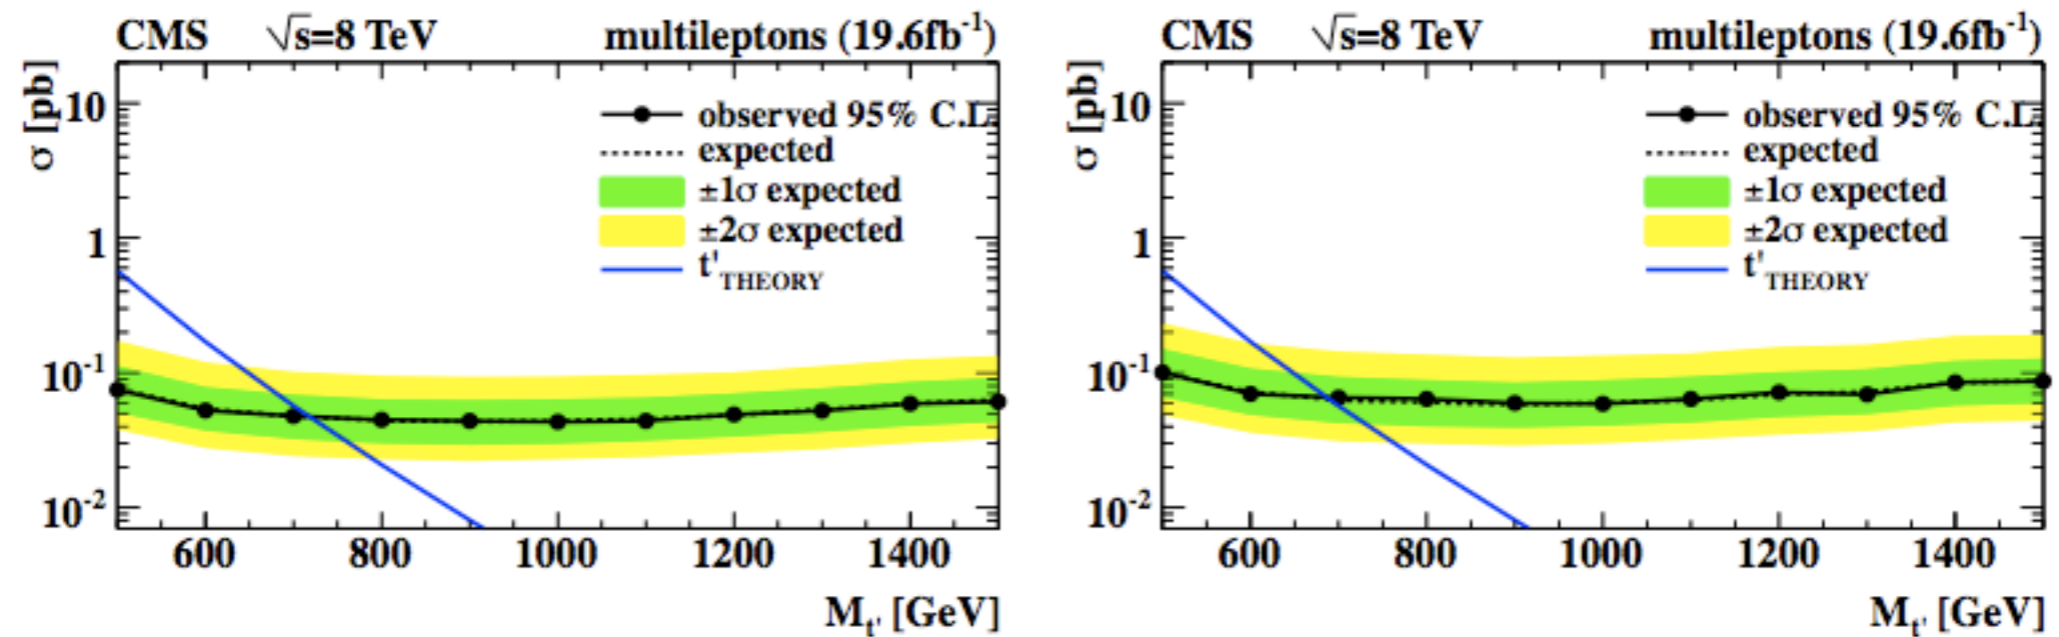 CMS √s=8 TeV multileptons (19.6fb⁻¹)
σ [pb]
10
1
10⁻¹
10⁻²
observed 95% C.L.
expected
±1σ expected
±2σ expected
t'THEORY
600 800 1000 1200 1400
Mt' [GeV]
CMS √s=8 TeV multileptons (19.6fb⁻¹)
σ [pb]
10
1
10⁻¹
10⁻²
observed 95% C.L.
expected
±1σ expected
±2σ expected
t'THEORY
600 800 1000 1200 1400
Mt' [GeV]